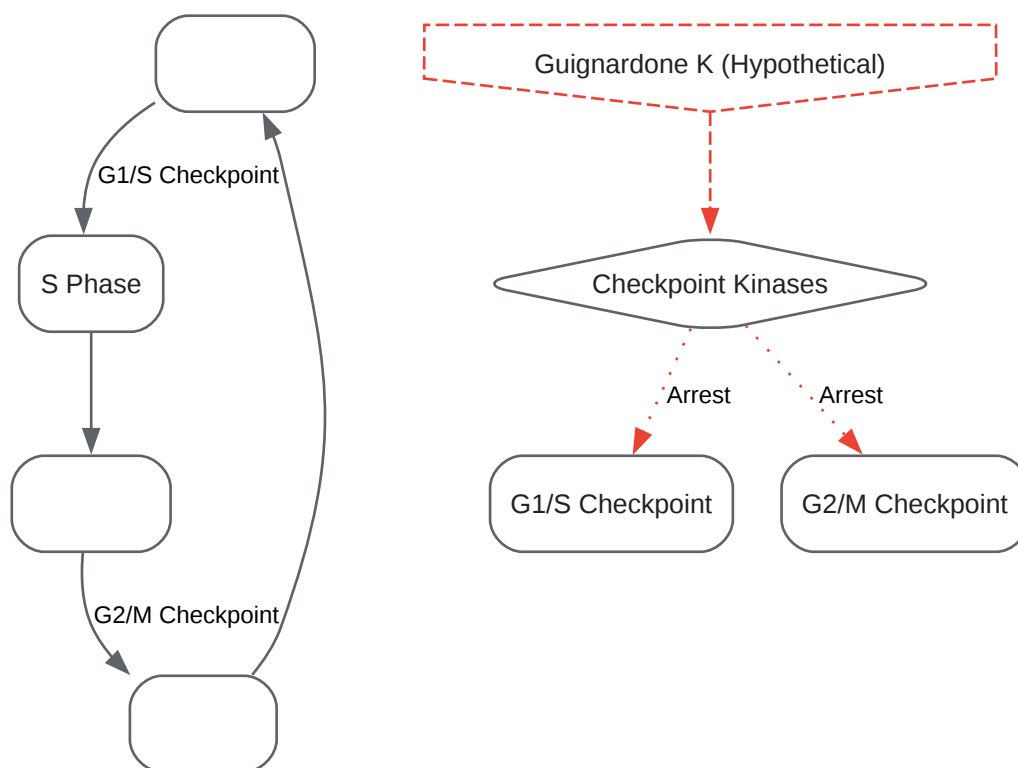 G1/S Checkpoint
S Phase
G2/M Checkpoint
Guignardone K (Hypothetical)
Checkpoint Kinases
Arrest
Arrest
G1/S Checkpoint
G2/M Checkpoint